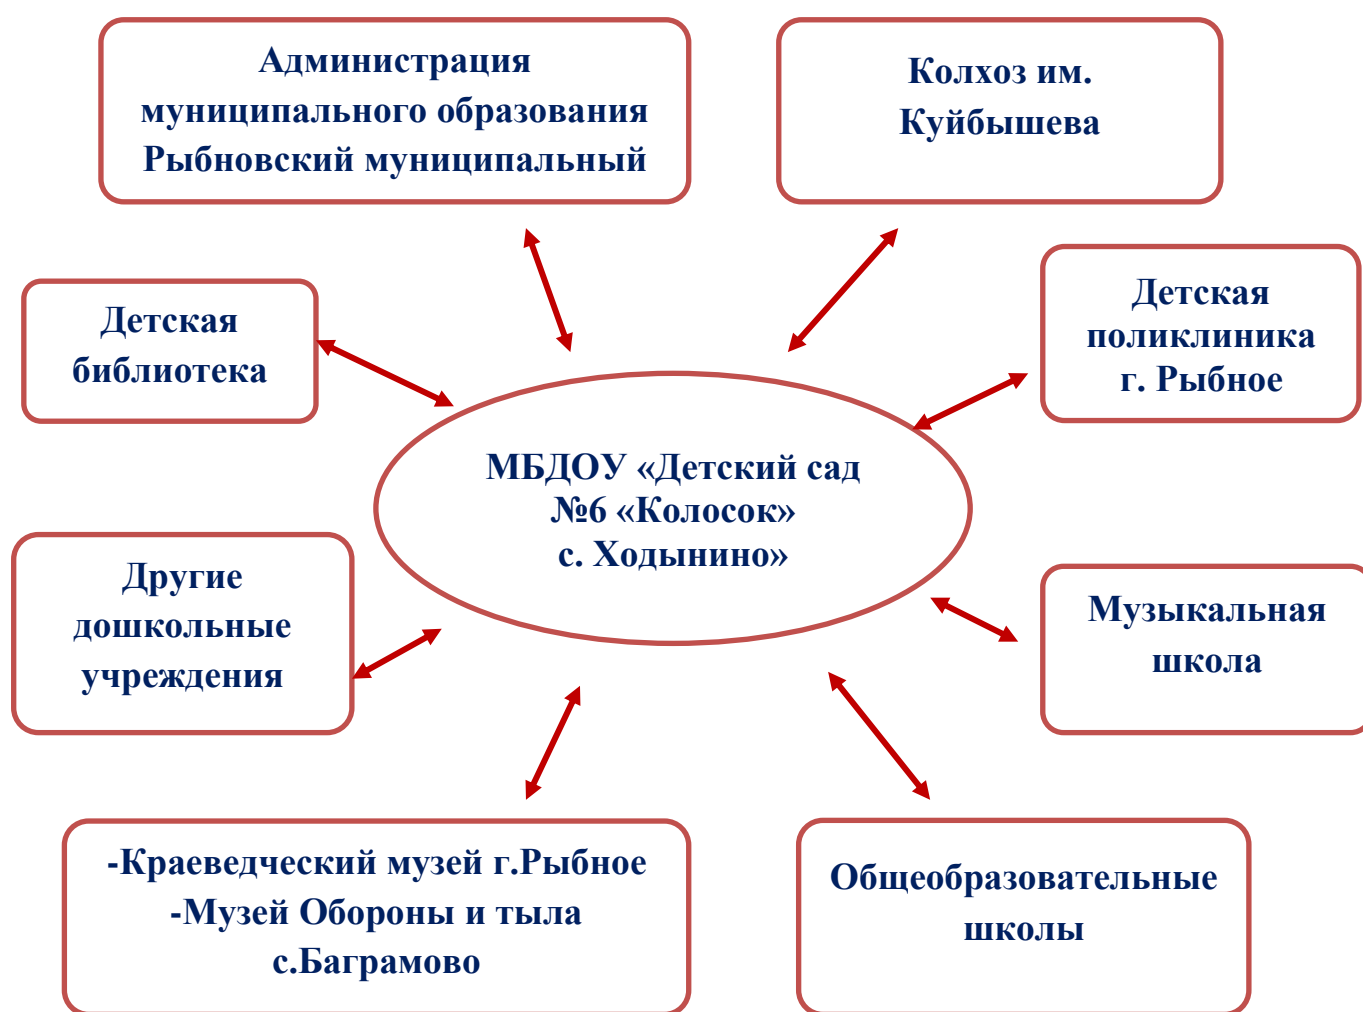 Администрация
муниципального образования
Рыбновский муниципальный
Колхоз им.
Куйбышева
Детская
библиотека
Детская
поликлиника
г. Рыбное
МБДОУ «Детский сад
№6 «Колосок»
с. Ходынино»
Другие
дошкольные
учреждения
Музыкальная
школа
-Краеведческий музей г.Рыбное
-Музей Обороны и тыла
с.Баграмово
Общеобразовательные
школы